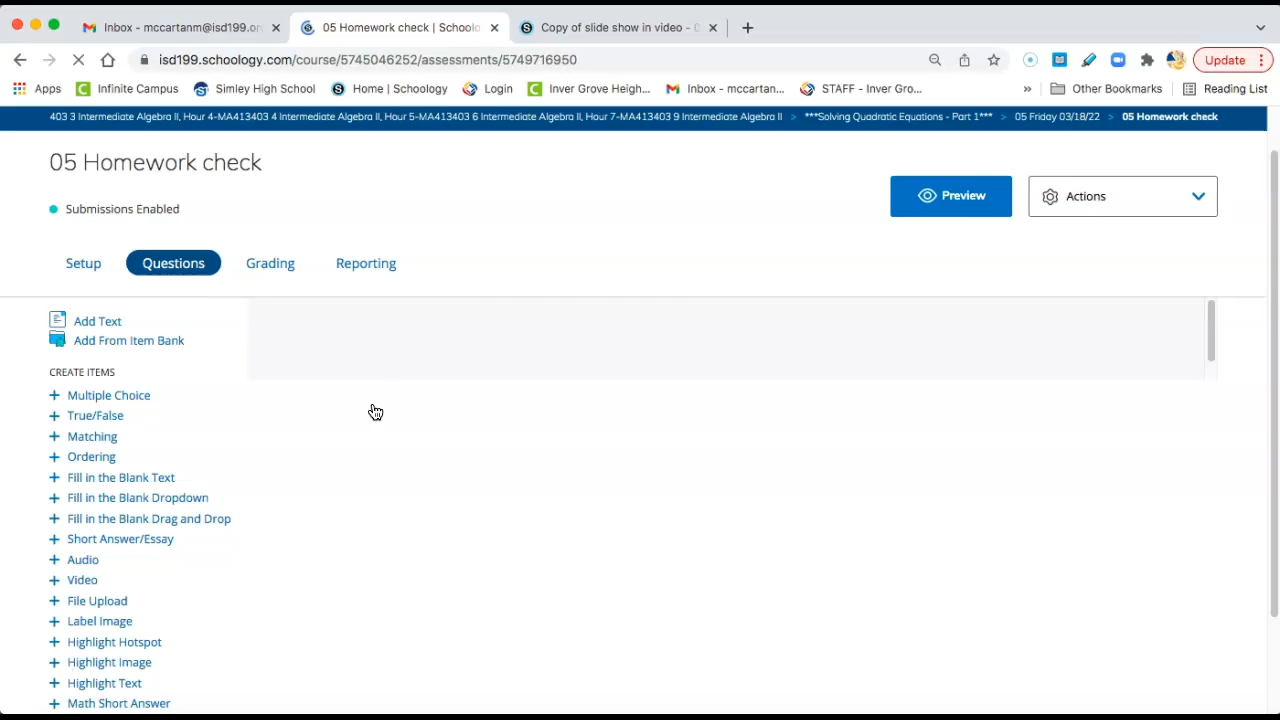 Inbox - mccartanm@isd199.or
05 Homework check | Schoolo
Copy of slide show in video - 0
isd199.schoology.com/course/5745046252/assessments/5749716950
Update
Apps
Infinite Campus
Simley High School
Home | Schoology
Login
Inver Grove Heigh...
Inbox - mccartan...
STAFF - Inver Gro...
»
Other Bookmarks
Reading List
403 3 Intermediate Algebra II, Hour 4-MA413403 4 Intermediate Algebra II, Hour 5-MA413403 6 Intermediate Algebra II, Hour 7-MA413403 9 Intermediate Algebra II > ***Solving Quadratic Equations - Part 1*** > 05 Friday 03/18/22 > 05 Homework check
05 Homework check
Preview
Actions
Submissions Enabled
Setup
Questions
Grading
Reporting
Add Text
Add From Item Bank
CREATE ITEMS
+ Multiple Choice
+ True/False
+ Matching
+ Ordering
+ Fill in the Blank Text
+ Fill in the Blank Dropdown
+ Fill in the Blank Drag and Drop
+ Short Answer/Essay
+ Audio
+ Video
+ File Upload
+ Label Image
+ Highlight Hotspot
+ Highlight Image
+ Highlight Text
+ Math Short Answer